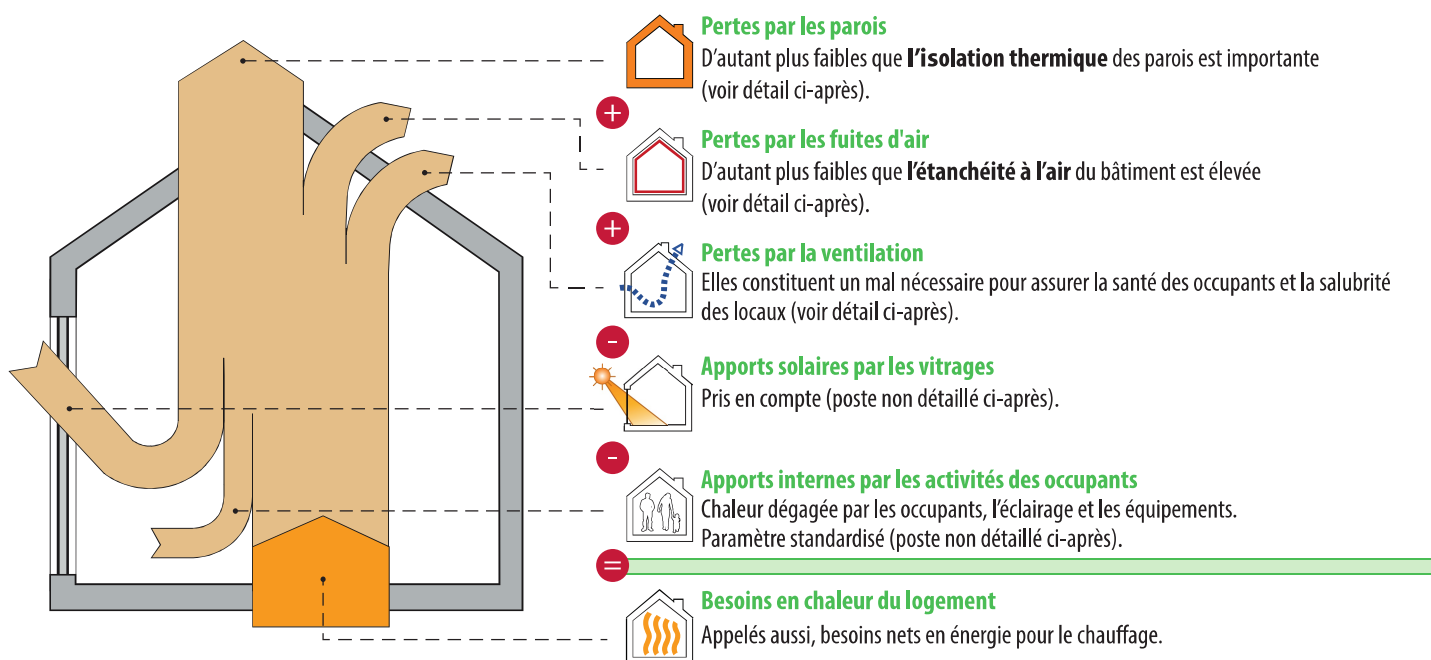 Pertes par les parois
D'autant plus faibles que l'isolation thermique des parois est importante
(voir détail ci-après).
+
Pertes par les fuites d'air
D'autant plus faibles que l'étanchéité à l'air du bâtiment est élevée
(voir détail ci-après).
+
Pertes par la ventilation
Elles constituent un mal nécessaire pour assurer la santé des occupants et la salubrité
des locaux (voir détail ci-après).
-
Apports solaires par les vitrages
Pris en compte (poste non détaillé ci-après).
-
Apports internes par les activités des occupants
Chaleur dégagée par les occupants, l'éclairage et les équipements.
Paramètre standardisé (poste non détaillé ci-après).
=
Besoins en chaleur du logement
Appelés aussi, besoins nets en énergie pour le chauffage.